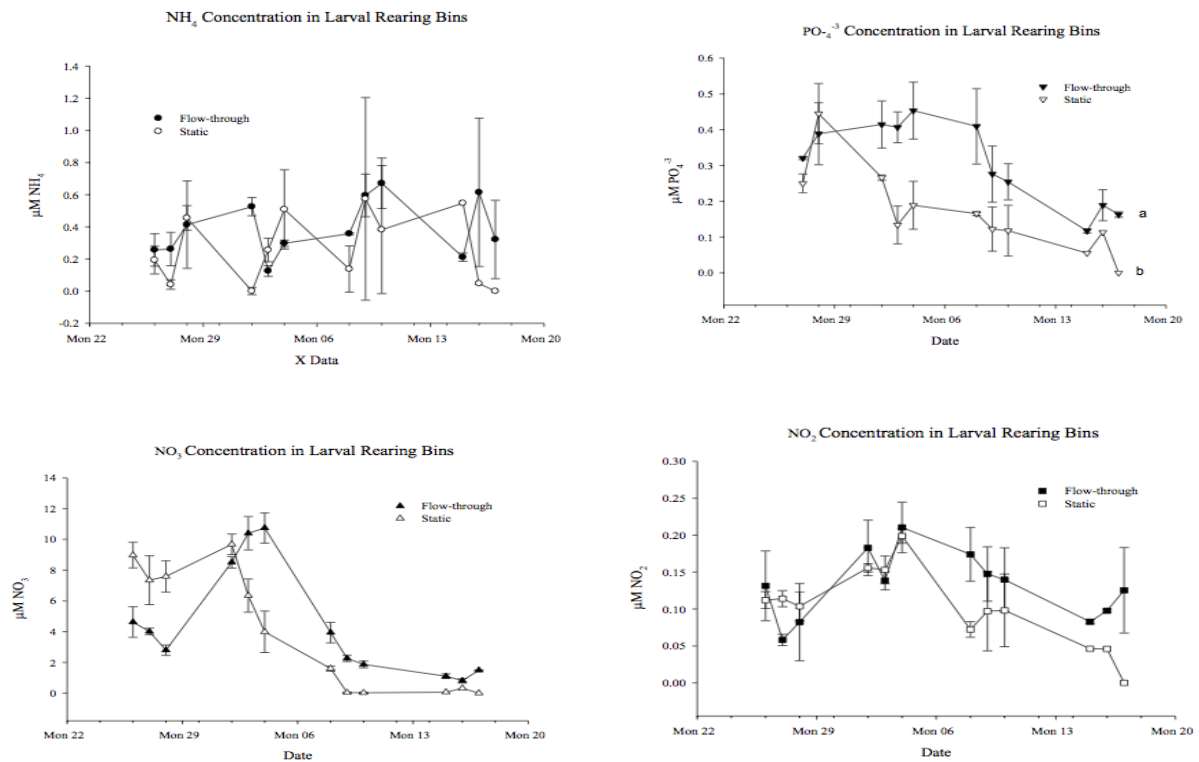 NH4 Concentration in Larval Rearing Bins
1.4
1.2
1.0
0.8
0.6
0.4
0.2
0.0
-0.2
μM NH4
Flow-through
Static
Mon 22 Mon 29 Mon 06 Mon 13 Mon 20
X Data
PO-4-3 Concentration in Larval Rearing Bins
0.6
0.5
0.4
0.3
0.2
0.1
0.0
μM PO4-3
Flow-through
Static
a
b
Mon 22 Mon 29 Mon 06 Mon 13 Mon 20
Date
NO3 Concentration in Larval Rearing Bins
14
12
10
8
6
4
2
0
μM NO3
Flow-through
Static
Mon 22 Mon 29 Mon 06 Mon 13 Mon 20
Date
NO2 Concentration in Larval Rearing Bins
0.30
0.25
0.20
0.15
0.10
0.05
0.00
μM NO2
Flow-through
Static
Mon 22 Mon 29 Mon 06 Mon 13 Mon 20
Date